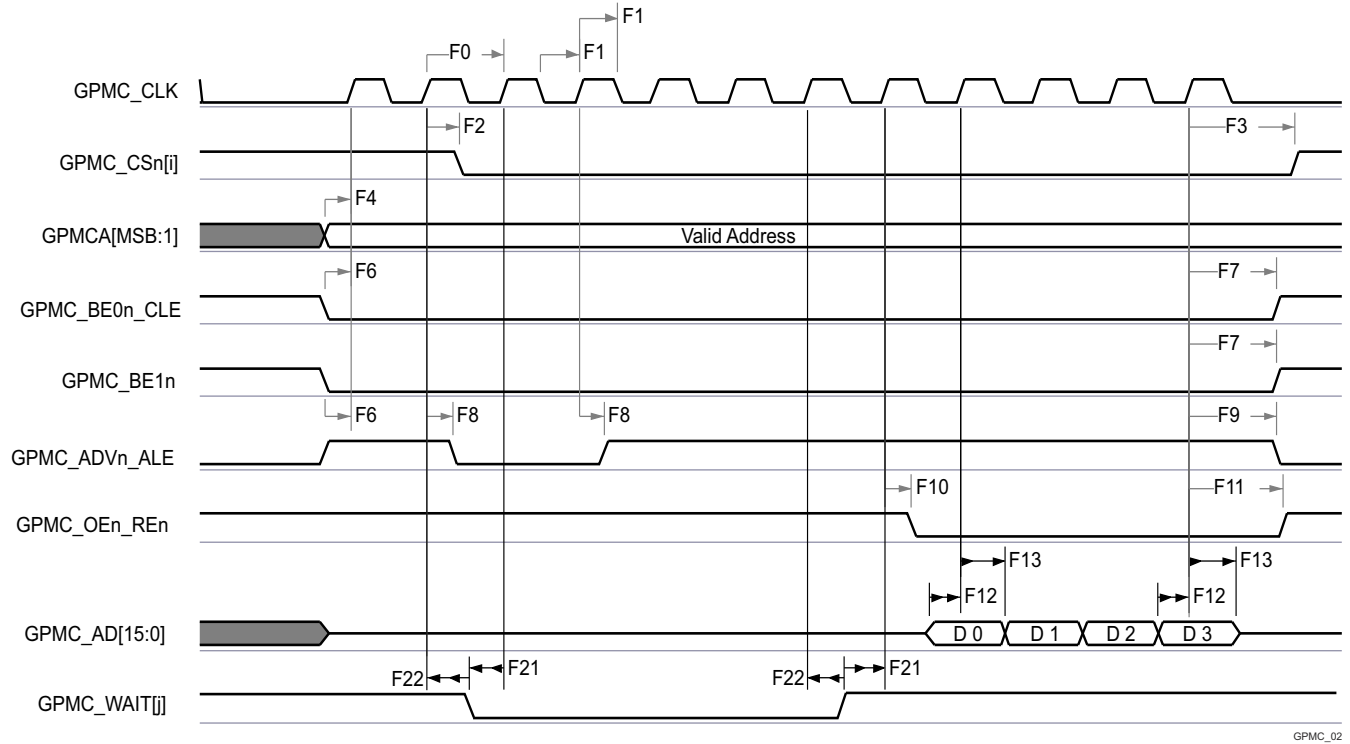 F1
F0 F1
GPMC_CLK
F2 F3
GPMC_CSn[i]
F4
GPMCA[MSB:1] Valid Address
F6 F7
GPMC_BE0n_CLE
F7
GPMC_BE1n
F6 F8 F8 F9
GPMC_ADVn_ALE
F10 F11
GPMC_OEn_REn
F13 F13
F12 F12
GPMC_AD[15:0] D 0 D 1 D 2 D 3
F22 F21 F22 F21
GPMC_WAIT[j]
GPMC_02